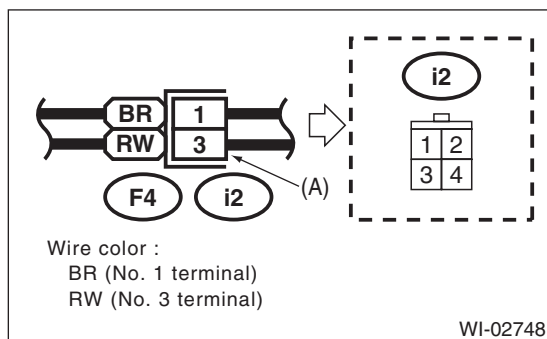 i2
BR 1
RW 3
1 2
3 4
F4 i2 (A)
Wire color :
BR (No. 1 terminal)
RW (No. 3 terminal)
WI-02748